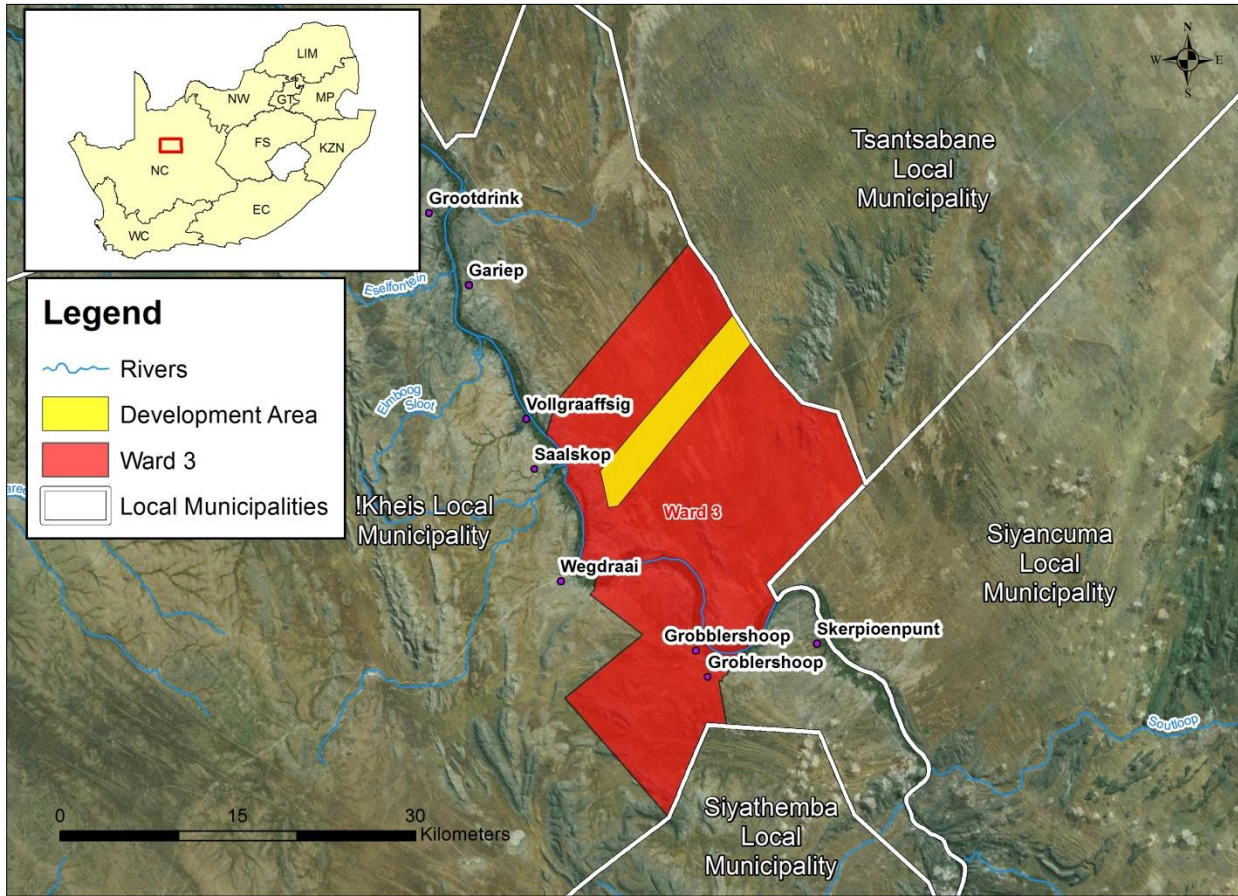 LIM
NW
GT
MP
FS
KZN
NC
EC
WC
N
W
E
S
Tsantsabane
Local
Municipality
Grootdrink
Gariep
Eselfontein
Legend
Rivers
Development Area
Ward 3
Local Municipalities
Elmboog
Sloot
Vollgraaffsig
Saalskop
!Kheis Local
Municipality
Ward 3
Siyancuma
Local
Municipality
Wegdraai
Grobblershoop
Skerpioenpunt
Groblershoop
Soutloop
0
15
30
Kilometers
Siyathemba
Local
Municipality